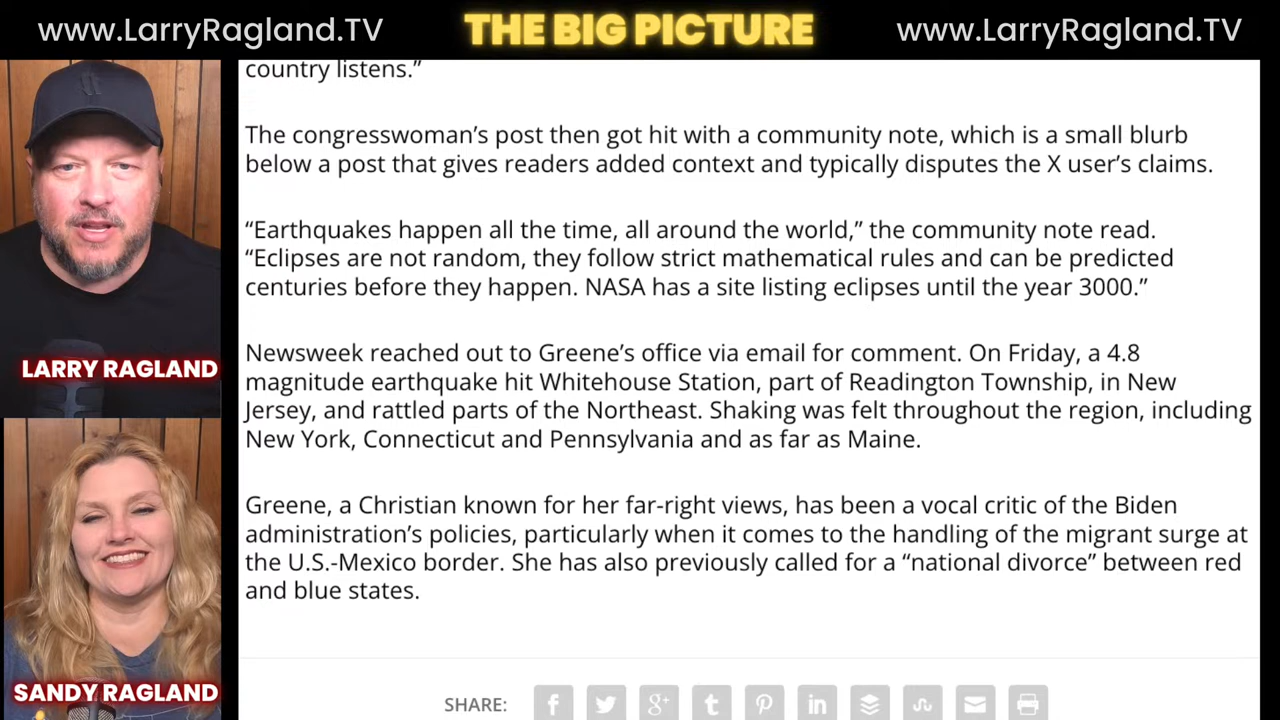 www.LarryRagland.TV
THE BIG PICTURE
www.LarryRagland.TV
country listens.”
The congresswoman’s post then got hit with a community note, which is a small blurb
below a post that gives readers added context and typically disputes the X user’s claims.
“Earthquakes happen all the time, all around the world,” the community note read.
“Eclipses are not random, they follow strict mathematical rules and can be predicted
centuries before they happen. NASA has a site listing eclipses until the year 3000.”
Newsweek reached out to Greene’s office via email for comment. On Friday, a 4.8
magnitude earthquake hit Whitehouse Station, part of Readington Township, in New
Jersey, and rattled parts of the Northeast. Shaking was felt throughout the region, including
New York, Connecticut and Pennsylvania and as far as Maine.
Greene, a Christian known for her far-right views, has been a vocal critic of the Biden
administration’s policies, particularly when it comes to the handling of the migrant surge at
the U.S.-Mexico border. She has also previously called for a “national divorce” between red
and blue states.
SHARE:
LARRY RAGLAND
SANDY RAGLAND